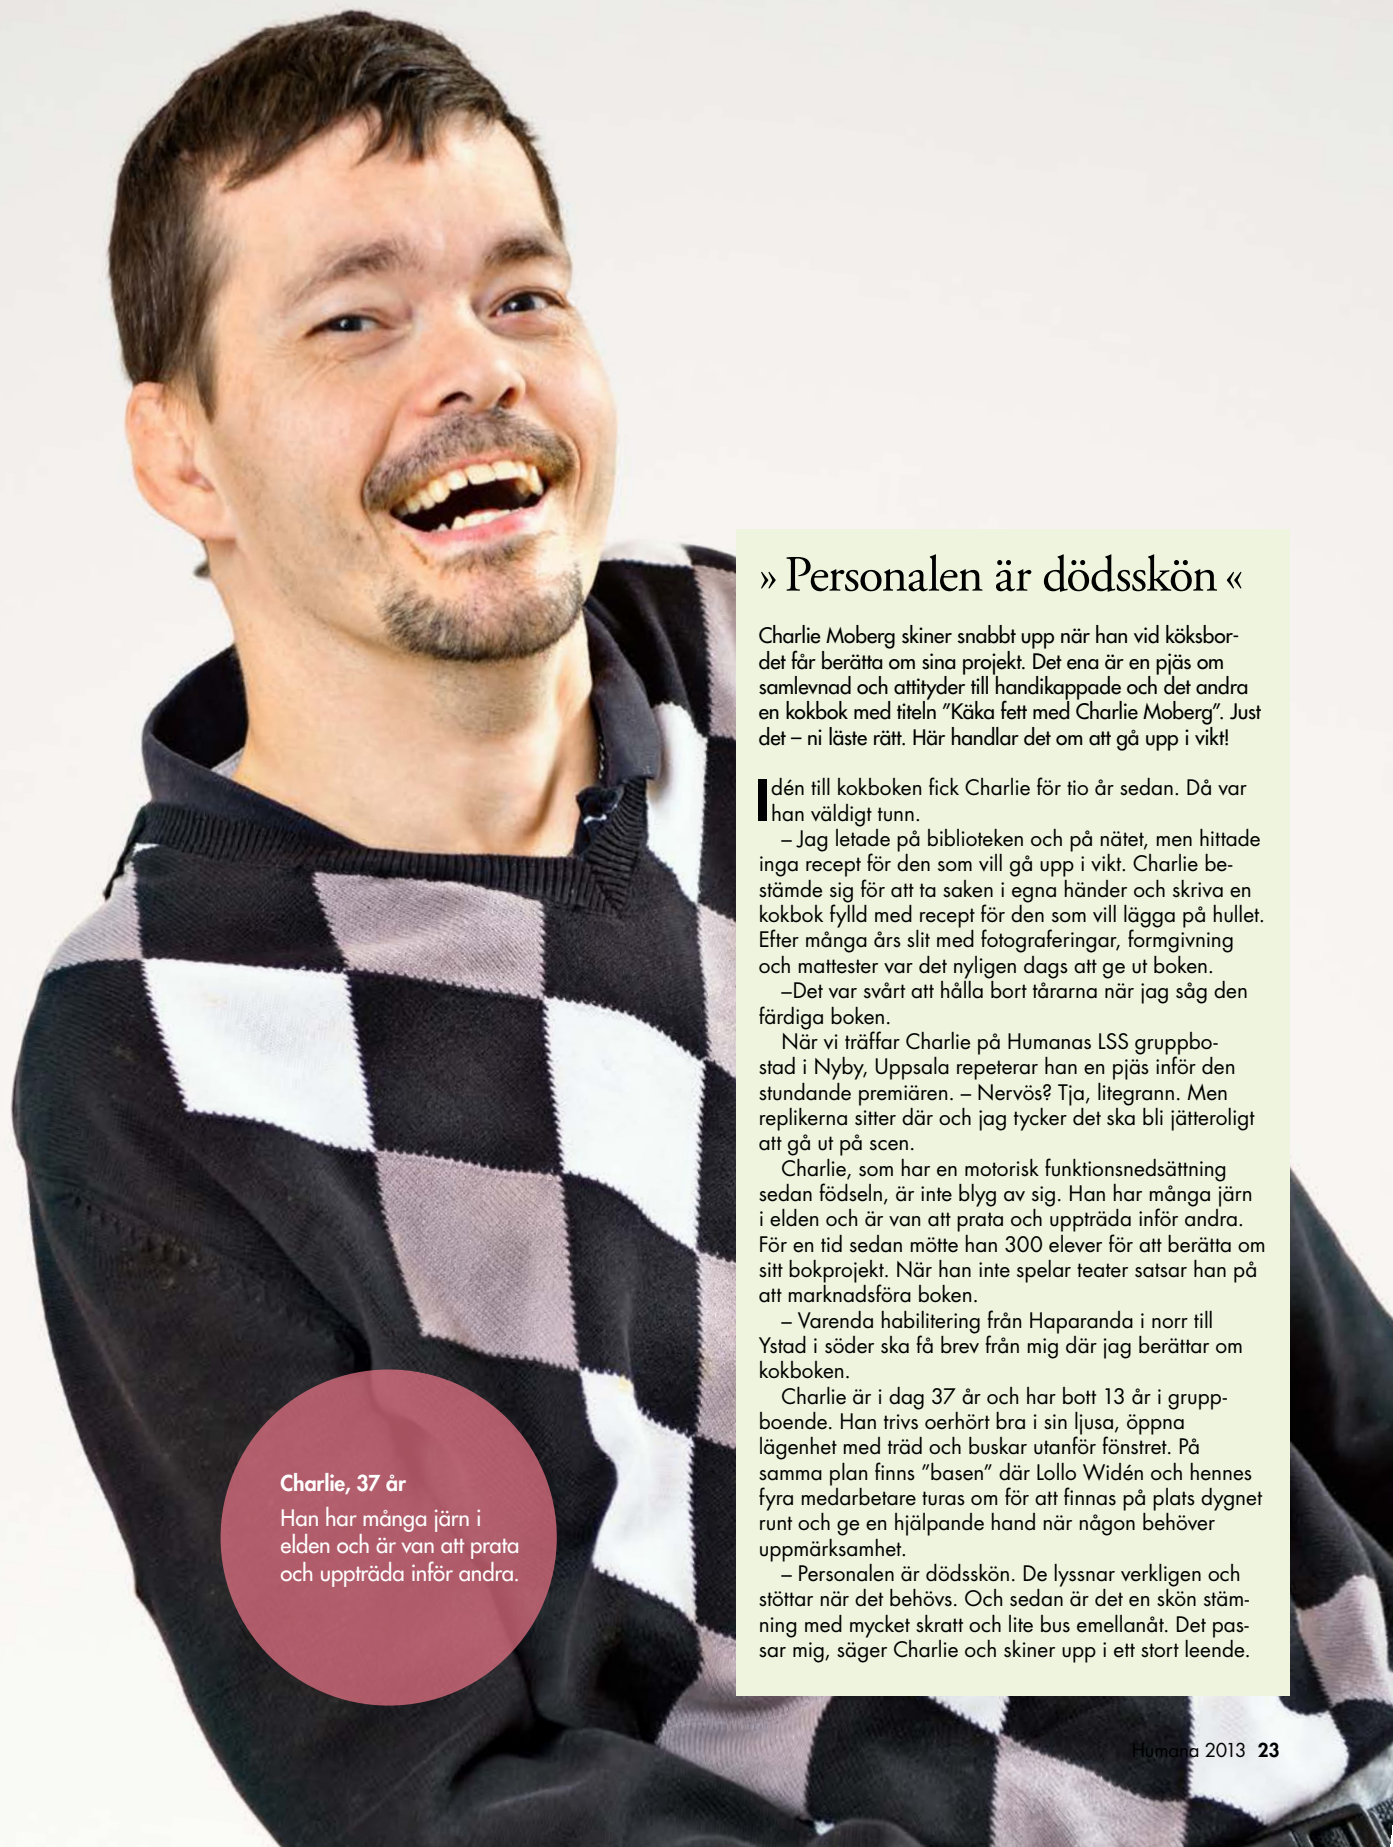 » Personalen är dödsskön «
Charlie Moberg skiner snabbt upp när han vid köksbor-
det får berätta om sina projekt. Det ena är en pjäs om
samlevnad och attityder till handikappade och det andra
en kokbok med titeln ”Käka fett med Charlie Moberg”. Just
det – ni läste rätt. Här handlar det om att gå upp i vikt!
Idén till kokboken fick Charlie för tio år sedan. Då var
han väldigt tunn.
– Jag letade på biblioteken och på nätet, men hittade
inga recept för den som vill gå upp i vikt. Charlie be-
stämde sig för att ta saken i egna händer och skriva en
kokbok fylld med recept för den som vill lägga på hullet.
Efter många års slit med fotograferingar, formgivning
och mattester var det nyligen dags att ge ut boken.
–Det var svårt att hålla bort tårarna när jag såg den
färdiga boken.
När vi träffar Charlie på Humanas LSS gruppbo-
stad i Nyby, Uppsala repeterar han en pjäs inför den
stundande premiären. – Nervös? Tja, litegrann. Men
replikerna sitter där och jag tycker det ska bli jätteroligt
att gå ut på scen.
Charlie, som har en motorisk funktionsnedsättning
sedan födseln, är inte blyg av sig. Han har många järn
i elden och är van att prata och uppträda inför andra.
För en tid sedan mötte han 300 elever för att berätta om
sitt bokprojekt. När han inte spelar teater satsar han på
att marknadsföra boken.
– Varenda habilitering från Haparanda i norr till
Ystad i söder ska få brev från mig där jag berättar om
kokboken.
Charlie är i dag 37 år och har bott 13 år i grupp-
boende. Han trivs oerhört bra i sin ljusa, öppna
lägenhet med träd och buskar utanför fönstret. På
samma plan finns ”basen” där Lollo Widén och hennes
fyra medarbetare turas om för att finnas på plats dygnet
runt och ge en hjälpande hand när någon behöver
uppmärksamhet.
– Personalen är dödsskön. De lyssnar verkligen och
stöttar när det behövs. Och sedan är det en skön stäm-
ning med mycket skratt och lite bus emellanåt. Det pas-
sar mig, säger Charlie och skiner upp i ett stort leende.
Charlie, 37 år
Han har många järn i
elden och är van att prata
och uppträda inför andra.
Humana 2013 23